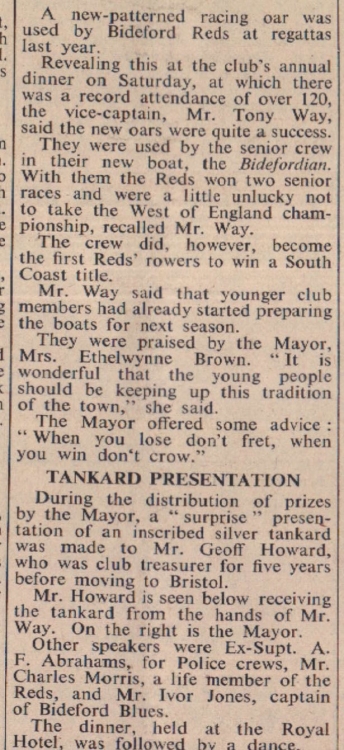 A new-patterned racing oar was
used by Bideford Reds at regattas
last year.
Revealing this at the club's annual
dinner on Saturday, at which there
was a record attendance of over 120,
the vice-captain, Mr. Tony Way,
said the new oars were quite a success.
They were used by the senior crew
in their new boat, the Bidefordian.
With them the Reds won two senior
races and were a little unlucky not
to take the West of England cham-
pionship, recalled Mr. Way.
The crew did, however, become
the first Reds' rowers to win a South
Coast title.
Mr. Way said that younger club
members had already started preparing
the boats for next season.
They were praised by the Mayor,
Mrs. Ethelwynne Brown. "It is
wonderful that the young people
should be keeping up this tradition
of the town," she said.
The Mayor offered some advice :
"When you lose don't fret, when
you win don't crow."
TANKARD PRESENTATION
During the distribution of prizes
by the Mayor, a "surprise" presen-
tation of an inscribed silver tankard
was made to Mr. Geoff Howard,
who was club treasurer for five years
before moving to Bristol.
Mr. Howard is seen below receiving
the tankard from the hands of Mr.
Way. On the right is the Mayor.
Other speakers were Ex-Supt. A.
F. Abrahams, for Police crews, Mr.
Charles Morris, a life member of the
Reds, and Mr. Ivor Jones, captain
of Bideford Blues.
The dinner, held at the Royal
Hotel, was followed by a dance.